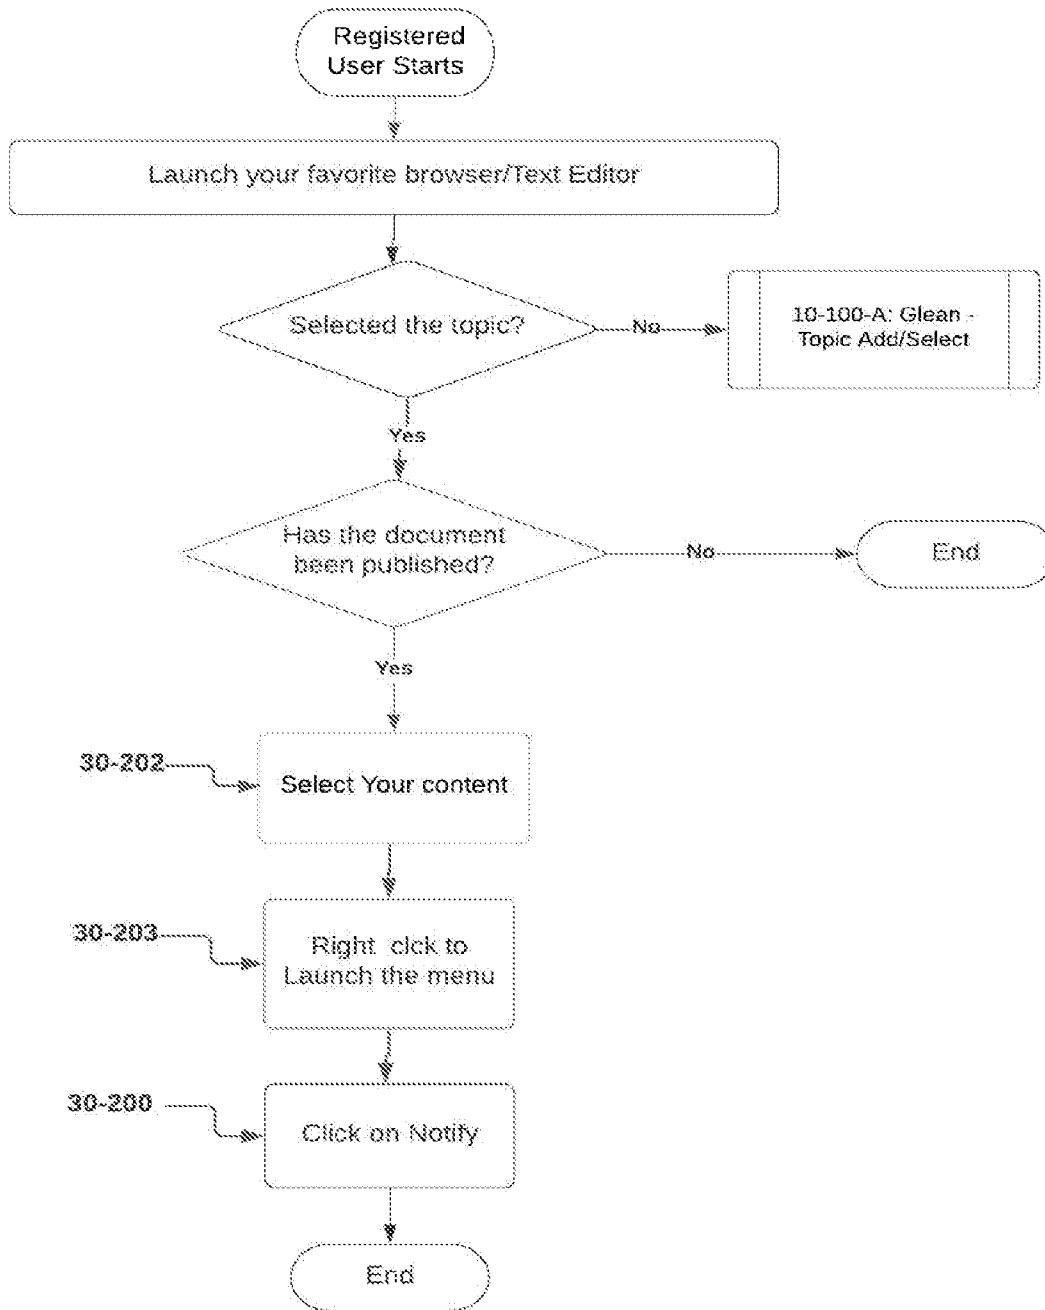 Registered
User Starts
Launch your favorite browser/Text Editor
Selected the topic?
No
10-100-A: Glean -
Topic Add/Select
Yes
Has the document
been published?
No
End
Yes
30-202
Select Your content
30-203
Right clck to
Launch the menu
30-200
Click on Notify
End